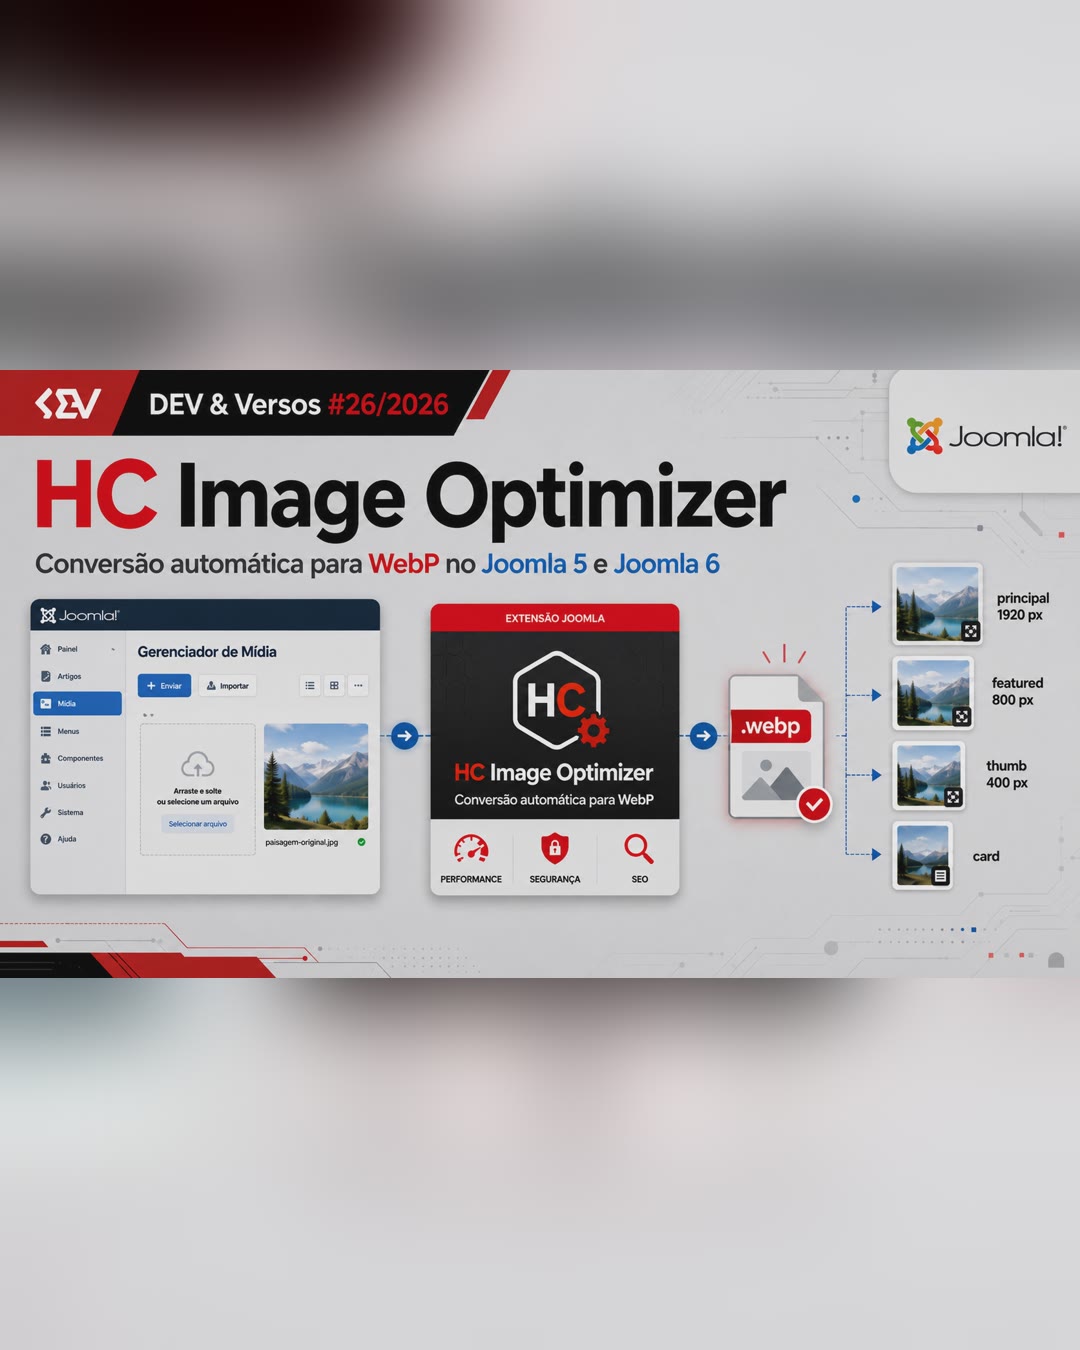 SEV
DEV & Versos #26/2026
Joomla!
HC Image Optimizer
Conversão automática para WebP no Joomla 5 e Joomla 6
Joomla!
Painel
Artigos
Mídia
Menus
Componentes
Usuários
Sistema
Ajuda
Gerenciador de Mídia
+ Enviar
Importar
Arraste e solte
ou selecione um arquivo
Selecionar arquivo
paisagem-original.jpg
EXTENSÃO JOOMLA
HC
HC Image Optimizer
Conversão automática para WebP
PERFORMANCE
SEGURANÇA
SEO
.webp
principal
1920 px
featured
800 px
thumb
400 px
card